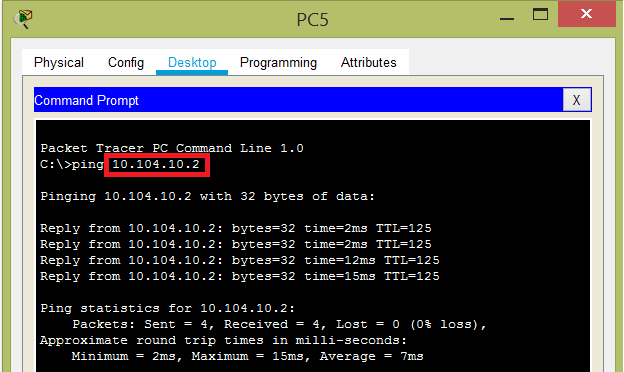 PC5
Physical Config Desktop Programming Attributes
Command Prompt X
Packet Tracer PC Command Line 1.0
C:\>ping 10.104.10.2
Pinging 10.104.10.2 with 32 bytes of data:
Reply from 10.104.10.2: bytes=32 time=2ms TTL=125
Reply from 10.104.10.2: bytes=32 time=2ms TTL=125
Reply from 10.104.10.2: bytes=32 time=12ms TTL=125
Reply from 10.104.10.2: bytes=32 time=15ms TTL=125
Ping statistics for 10.104.10.2:
Packets: Sent = 4, Received = 4, Lost = 0 (0% loss),
Approximate round trip times in milli-seconds:
Minimum = 2ms, Maximum = 15ms, Average = 7ms